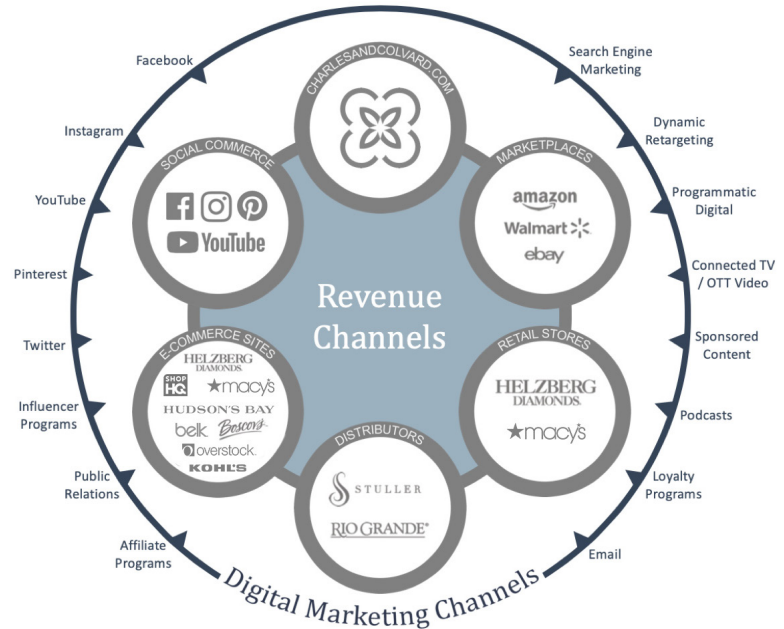 Facebook
Instagram
YouTube
Pinterest
Twitter
Influencer
Programs
Public
Relations
Affiliate
Programs
Search Engine
Marketing
Dynamic
Retargeting
Programmatic
Digital
Connected TV
/ OTT Video
Sponsored
Content
Podcasts
Loyalty
Programs
Email
Digital Marketing Channels
Revenue
Channels
CHARLESANDCOLVARD.COM
MARKETPLACES
amazon
Walmart
ebay
RETAIL STORES
HELZBERG
DIAMONDS.
★macy's
DISTRIBUTORS
STULLER
RIO GRANDE®
E-COMMERCE SITES
HELZBERG
DIAMONDS.
SHOP
HQ
★macy's
HUDSON'S BAY
belk
Boscov's
overstock.
KOHL'S
SOCIAL COMMERCE
YouTube